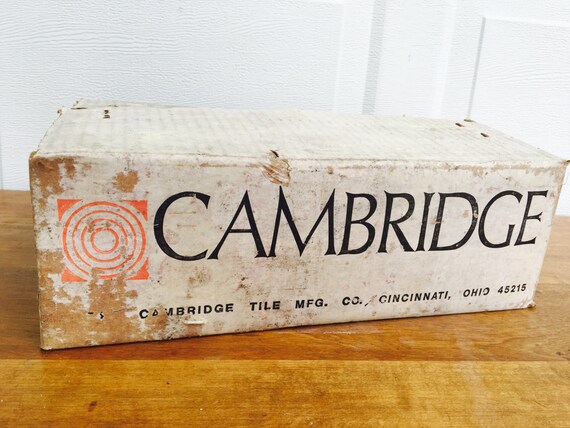 CAMBRIDGE
CAMBRIDGE TILE MFG. CO., CINCINNATI, OHIO 45215